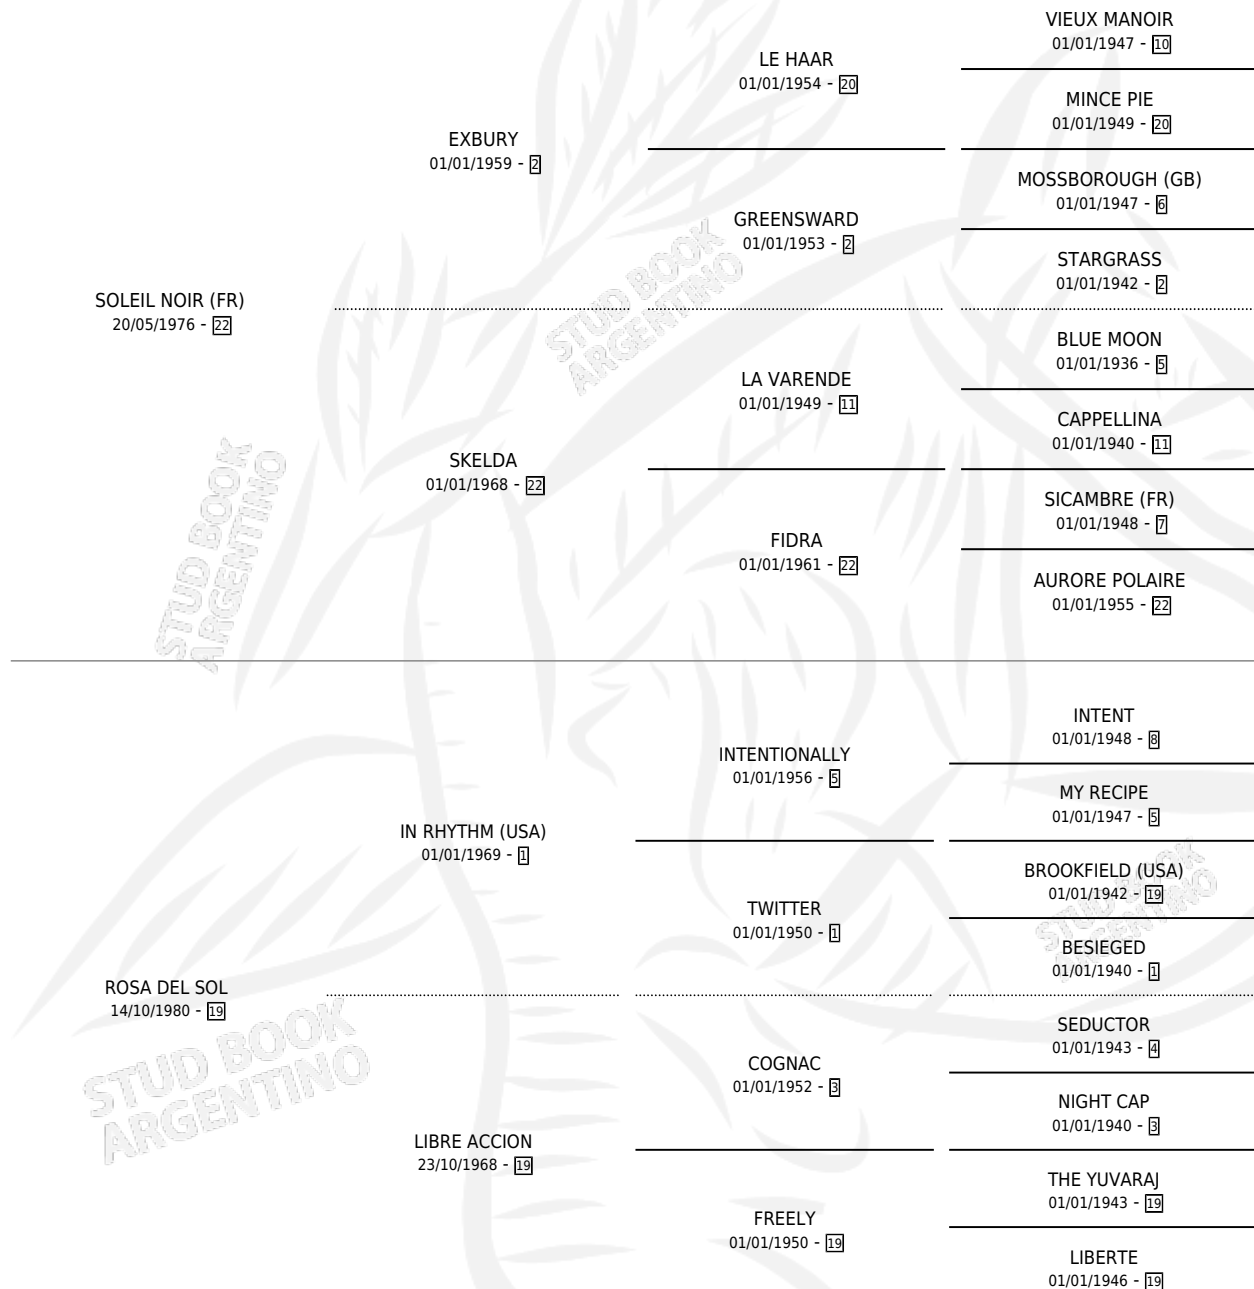 SOLEIL NOIR (FR)
20/05/1976 - 22
EXBURY
01/01/1959 - 2
LE HAAR
01/01/1954 - 20
VIEUX MANOIR
01/01/1947 - 10
MINCE PIE
01/01/1949 - 20
GREENSWARD
01/01/1953 - 2
MOSSBOROUGH (GB)
01/01/1947 - 6
STARGRASS
01/01/1942 - 2
SKELDA
01/01/1968 - 22
LA VARENDE
01/01/1949 - 11
BLUE MOON
01/01/1936 - 5
CAPPELLINA
01/01/1940 - 11
FIDRA
01/01/1961 - 22
SICAMBRE (FR)
01/01/1948 - 7
AURORE POLAIRE
01/01/1955 - 22
ROSA DEL SOL
14/10/1980 - 19
IN RHYTHM (USA)
01/01/1969 - 1
INTENTIONALLY
01/01/1956 - 5
INTENT
01/01/1948 - 8
MY RECIPE
01/01/1947 - 5
TWITTER
01/01/1950 - 1
BROOKFIELD (USA)
01/01/1942 - 19
BESIEGED
01/01/1940 - 1
LIBRE ACCION
23/10/1968 - 19
COGNAC
01/01/1952 - 3
SEDUCTOR
01/01/1943 - 4
NIGHT CAP
01/01/1940 - 3
FREELY
01/01/1950 - 19
THE YUVARAJ
01/01/1943 - 19
LIBERTE
01/01/1946 - 19
STUD BOOK
ARGENTINO
STUD BOOK
ARGENTINO
STUD BOOK
ARGENTINO
STUD BOOK
ARGENTINO